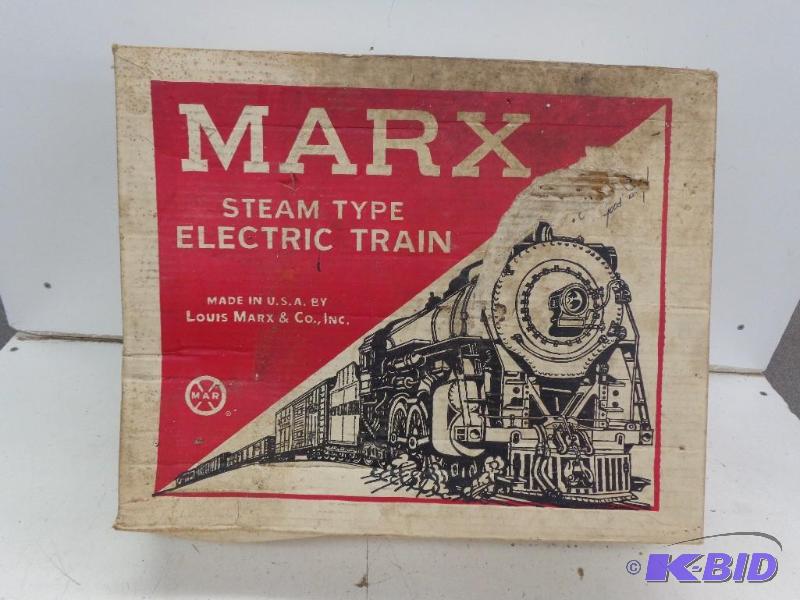 MARX
STEAM TYPE
ELECTRIC TRAIN
MADE IN U.S.A. BY
LOUIS MARX & CO., INC.
MAR
®
© K-BID